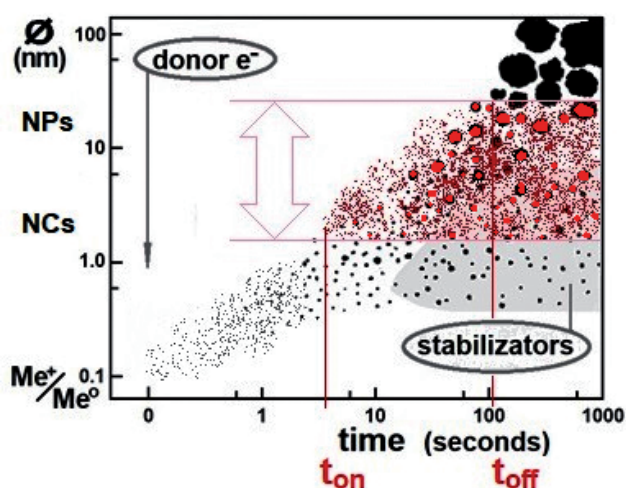 Ø
(nm)
100
donor e-
NPs
10
NCs
1.0
stabilizators
Me+/Me0
0.1
0 1 10 100 1000
time (seconds)
ton toff